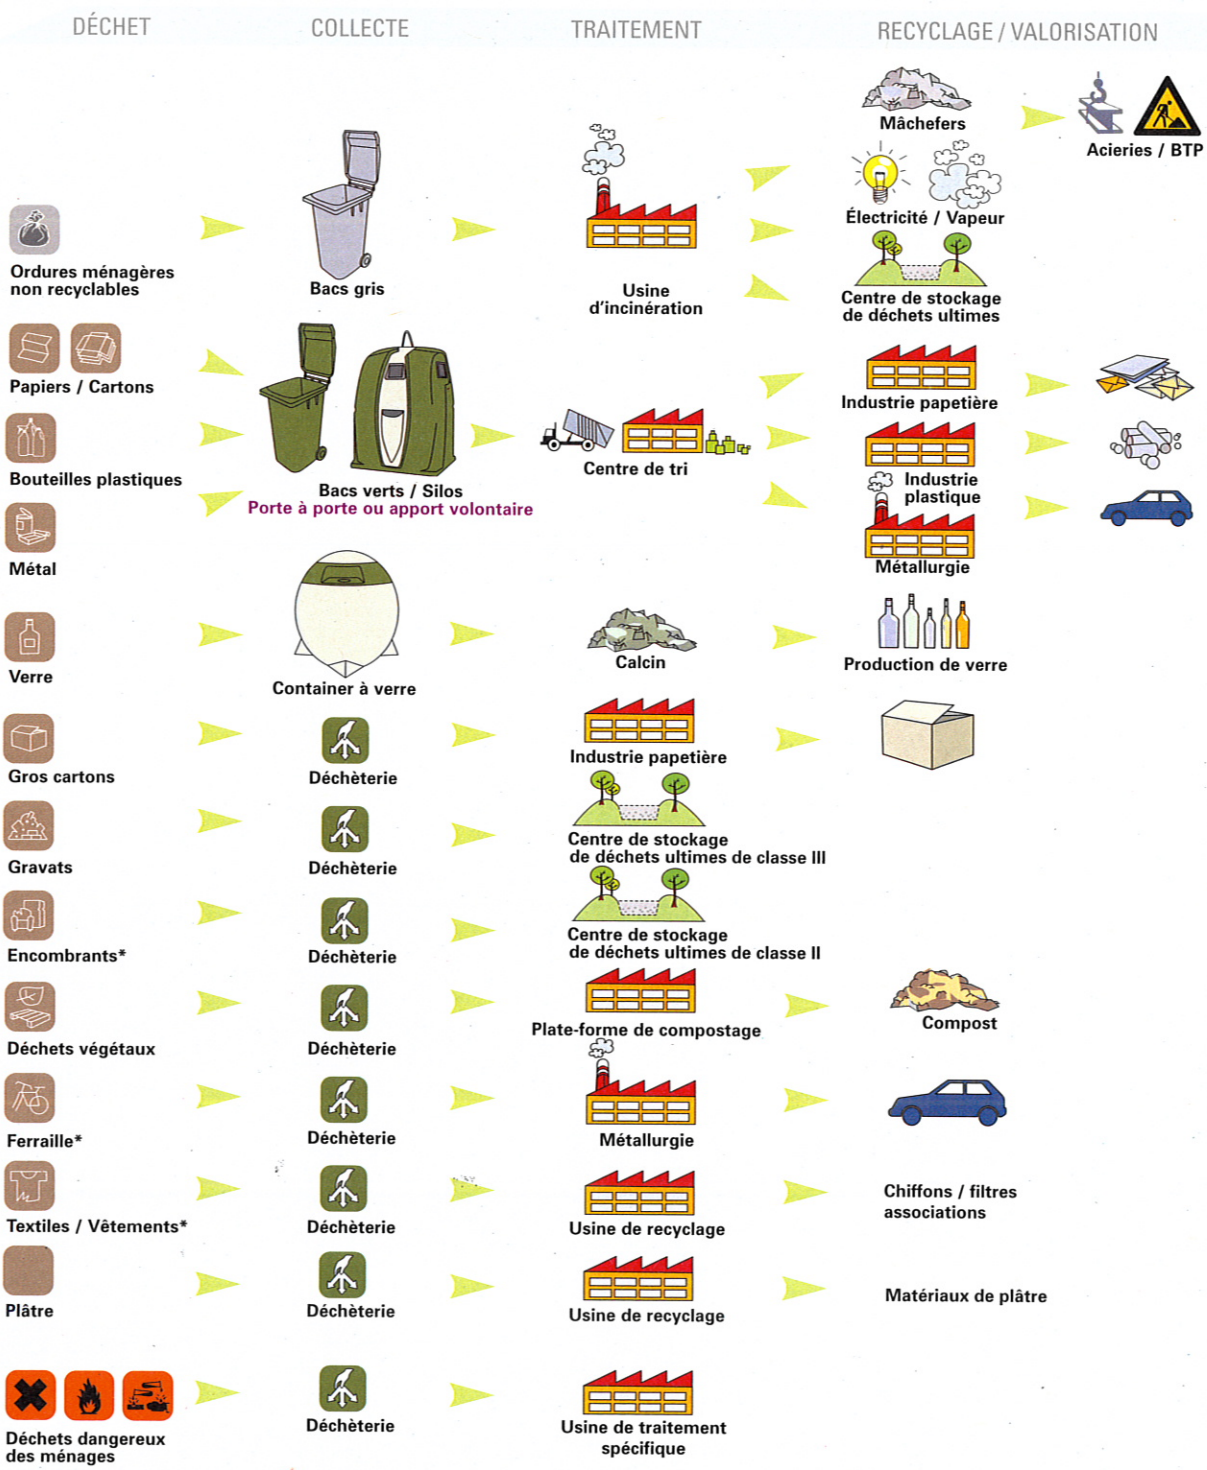 DÉCHET COLLECTE TRAITEMENT RECYCLAGE / VALORISATION
Mâchefers
Acieries / BTP
Électricité / Vapeur
Ordures ménagères
non recyclables
Bacs gris
Usine
d'incinération
Centre de stockage
de déchets ultimes
Papiers / Cartons
Industrie papetière
Bouteilles plastiques
Bacs verts / Silos
Porte à porte ou apport volontaire
Centre de tri
Industrie
plastique
Métal
Métallurgie
Verre
Container à verre
Calcin
Production de verre
Gros cartons
Déchèterie
Industrie papetière
Gravats
Déchèterie
Centre de stockage
de déchets ultimes de classe III
Encombrants*
Déchèterie
Centre de stockage
de déchets ultimes de classe II
Déchets végétaux
Déchèterie
Plate-forme de compostage
Compost
Ferraille*
Déchèterie
Métallurgie
Textiles / Vêtements*
Déchèterie
Usine de recyclage
Chiffons / filtres
associations
Plâtre
Déchèterie
Usine de recyclage
Matériaux de plâtre
Déchets dangereux
des ménages
Déchèterie
Usine de traitement
spécifique